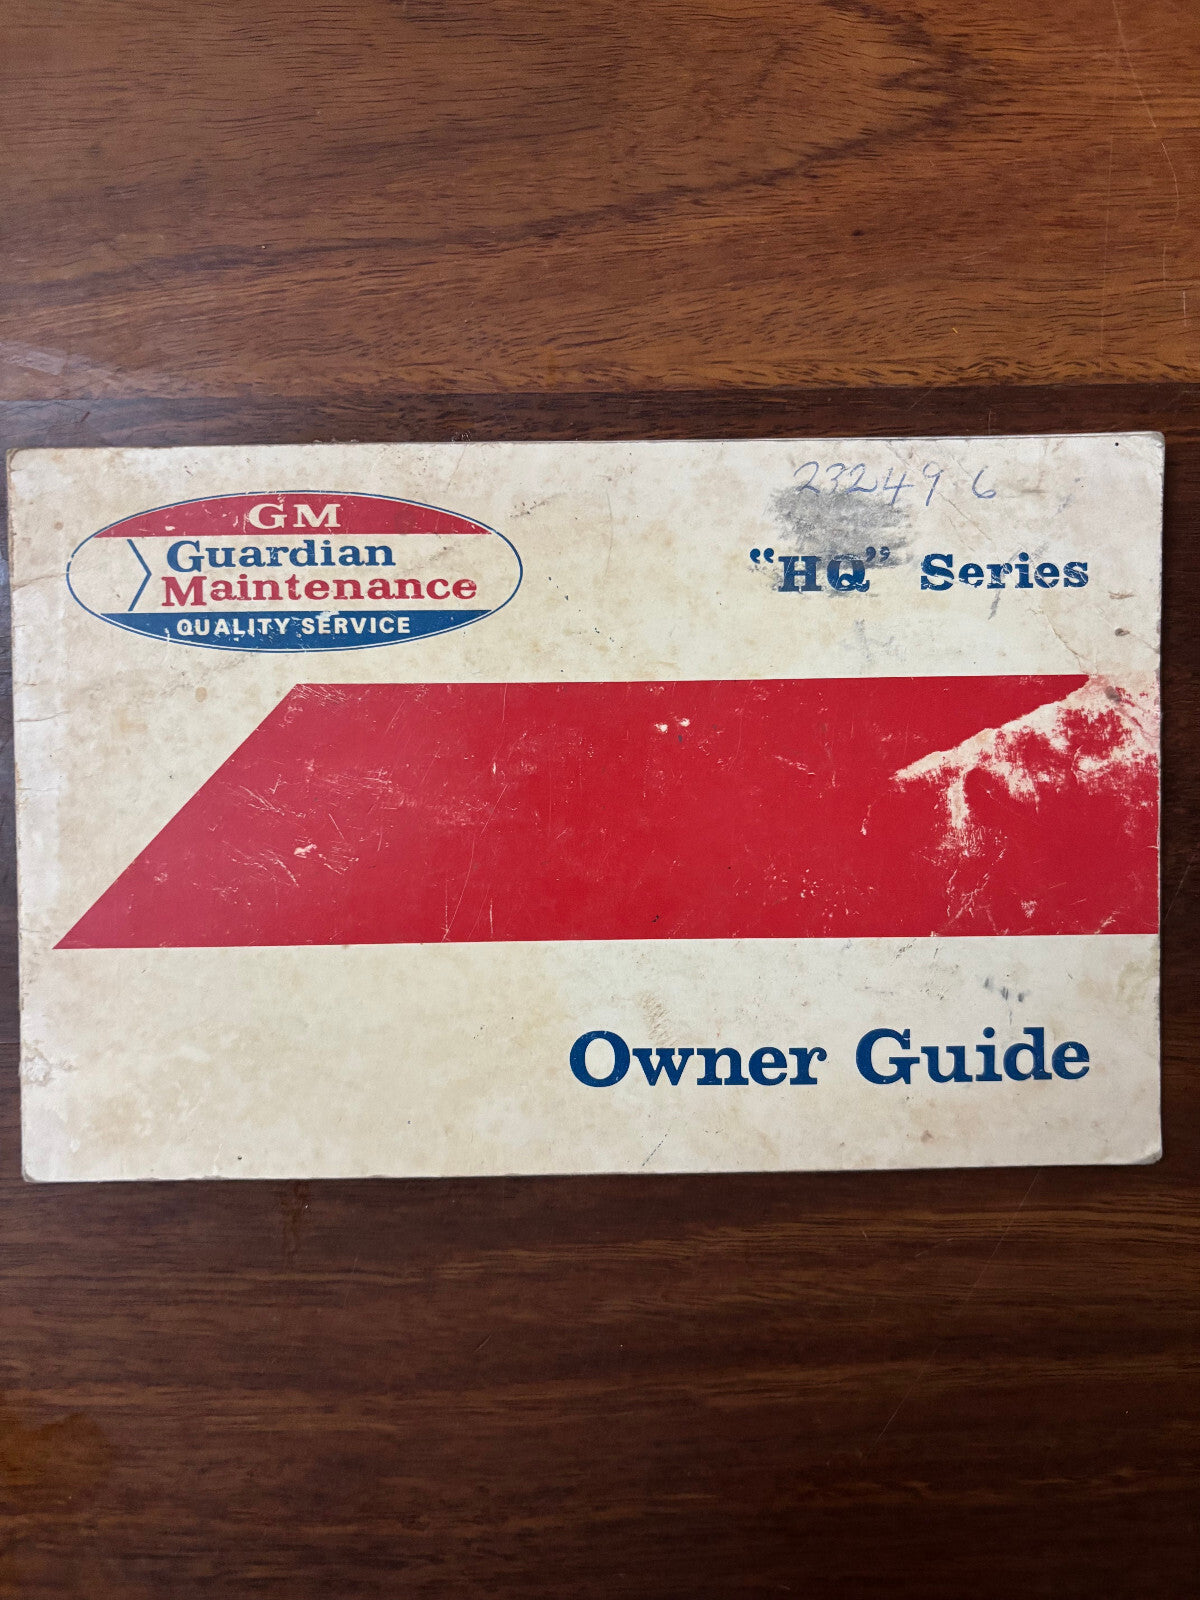 GM
Guardian
Maintenance
QUALITY SERVICE
23249 6
“HQ” Series
Owner Guide